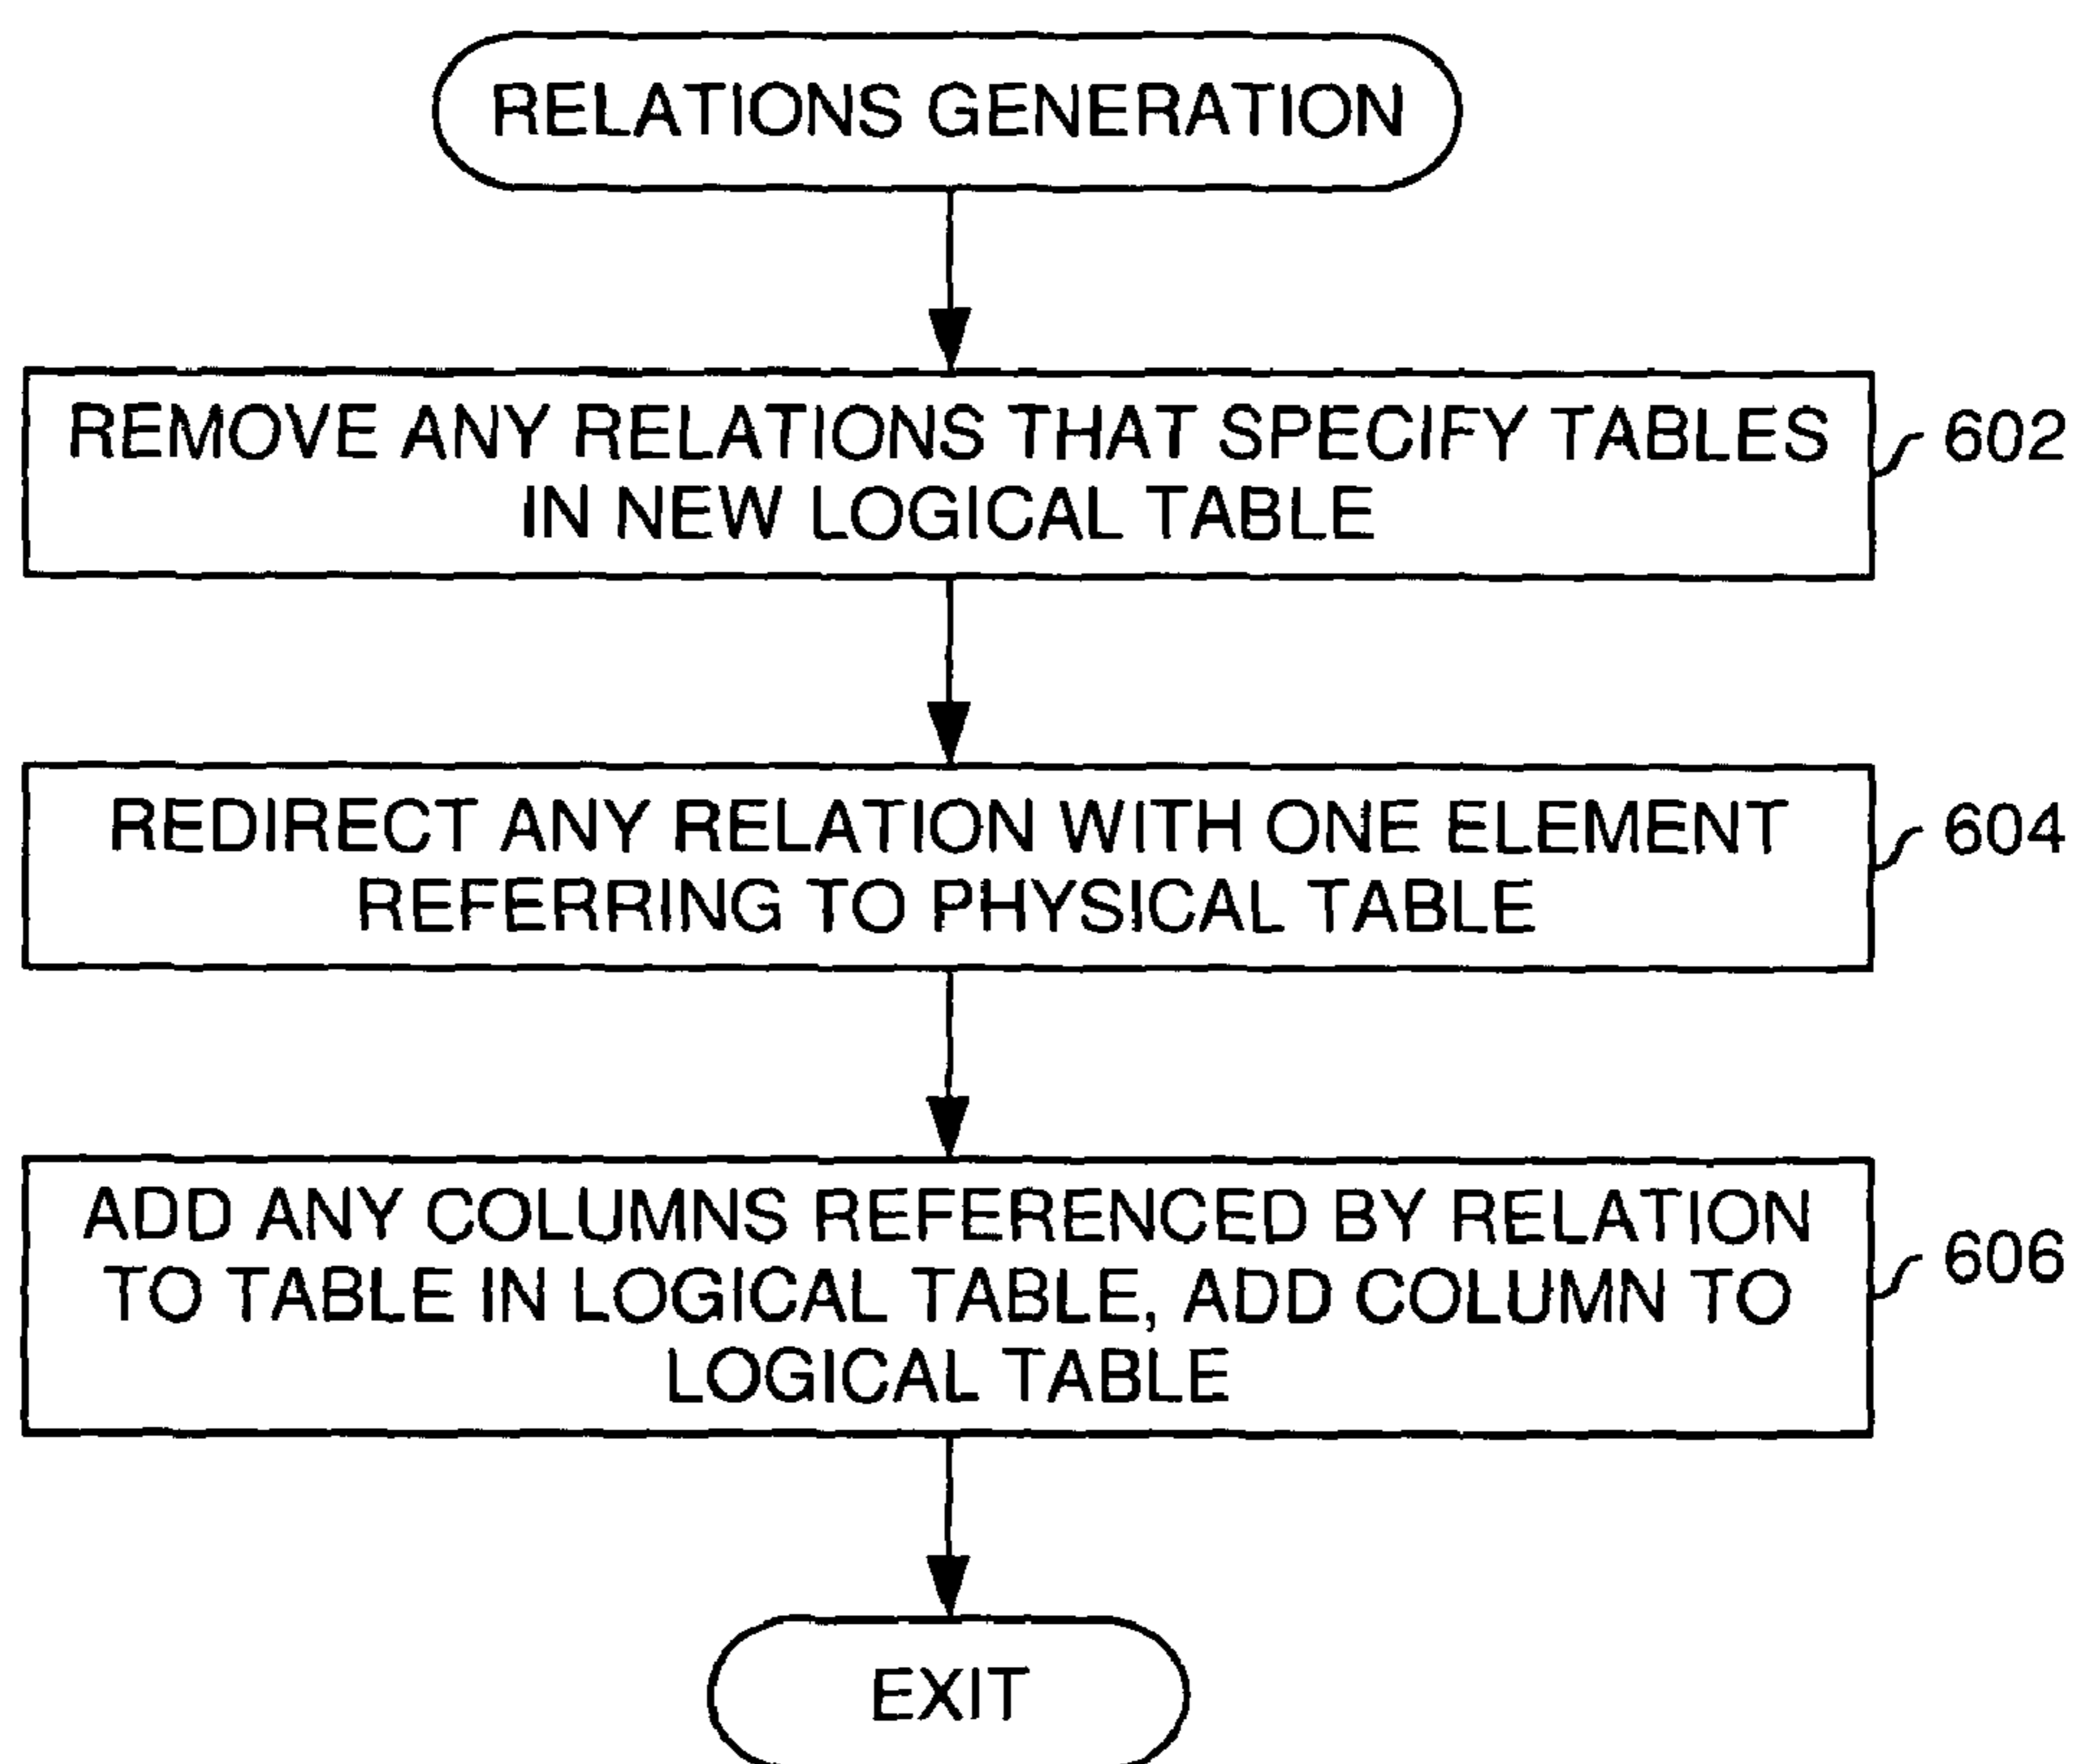 RELATIONS GENERATION
REMOVE ANY RELATIONS THAT SPECIFY TABLES
IN NEW LOGICAL TABLE
602
REDIRECT ANY RELATION WITH ONE ELEMENT
REFERRING TO PHYSICAL TABLE
604
ADD ANY COLUMNS REFERENCED BY RELATION
TO TABLE IN LOGICAL TABLE, ADD COLUMN TO
LOGICAL TABLE
606
EXIT